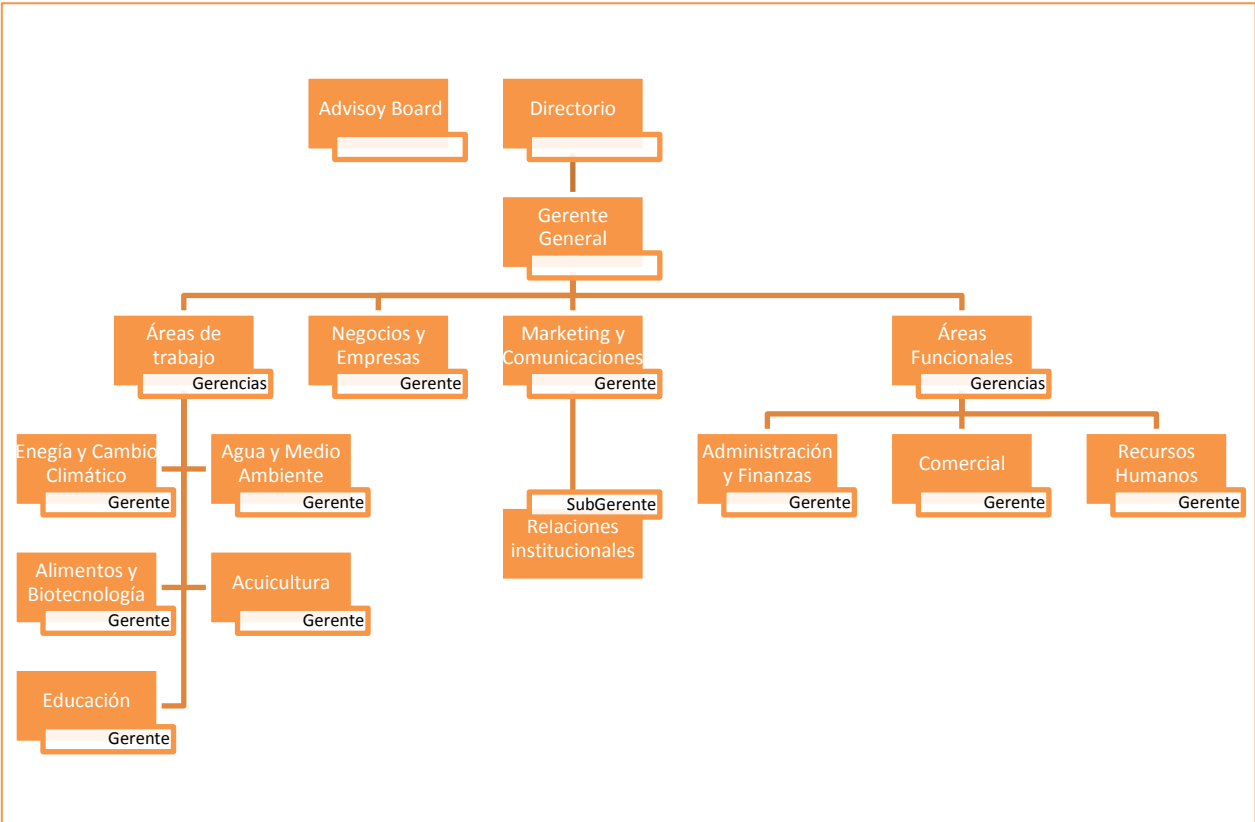 Advisoy Board
Directorio
Gerente
General
Áreas de
trabajo
Gerencias
Negocios y
Empresas
Gerente
Marketing y
Comunicaciones
Gerente
Áreas
Funcionales
Gerencias
Enegía y Cambio
Climático
Gerente
Agua y Medio
Ambiente
Gerente
SubGerente
Relaciones
institucionales
Administración
y Finanzas
Gerente
Comercial
Gerente
Recursos
Humanos
Gerente
Alimentos y
Biotecnología
Gerente
Acuicultura
Gerente
Educación
Gerente